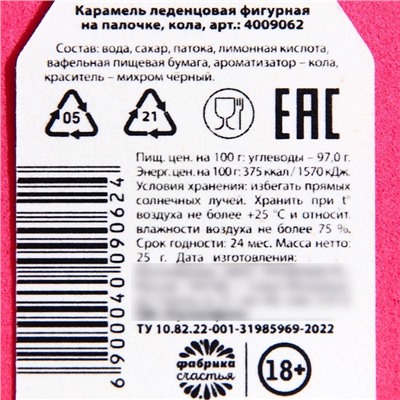 Карамель леденцовая фигурная
на палочке, кола, арт.: 4009062
Состав: вода, сахар, патока, лимонная кислота,
вафельная пищевая бумага, ароматизатор – кола,
краситель – михром чёрный.
05
21
EAC
Пищ. цен. на 100 г: углеводы – 97,0 г.
Энерг. цен. на 100 г: 375 ккал / 1570 кДж.
Условия хранения: избегать прямых
солнечных лучей. Хранить при t°
воздуха не более +25 °C и относит.
влажности воздуха не более 75 %.
Срок годности: 24 мес. Масса нетто:
25 г. Дата изготовления:
ТУ 10.82.22-001-31985969-2022
6 900040 090624
фабрика
счастья
18+